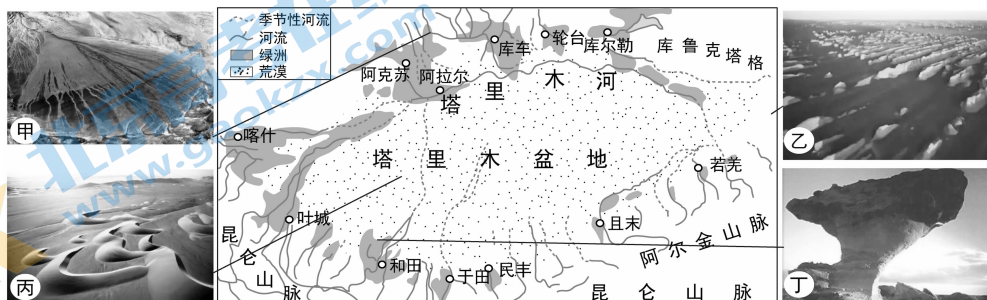 季节性河流
河流
绿洲
荒漠
甲
乙
丙
丁
库车
轮台
库尔勒
库鲁克塔格
阿克苏
阿拉尔
塔里木河
喀什
塔里木盆地
若羌
叶城
且末
阿尔金山脉
和田
于田
民丰
昆仑山脉
昆仑山脉
www.gaokzx.com